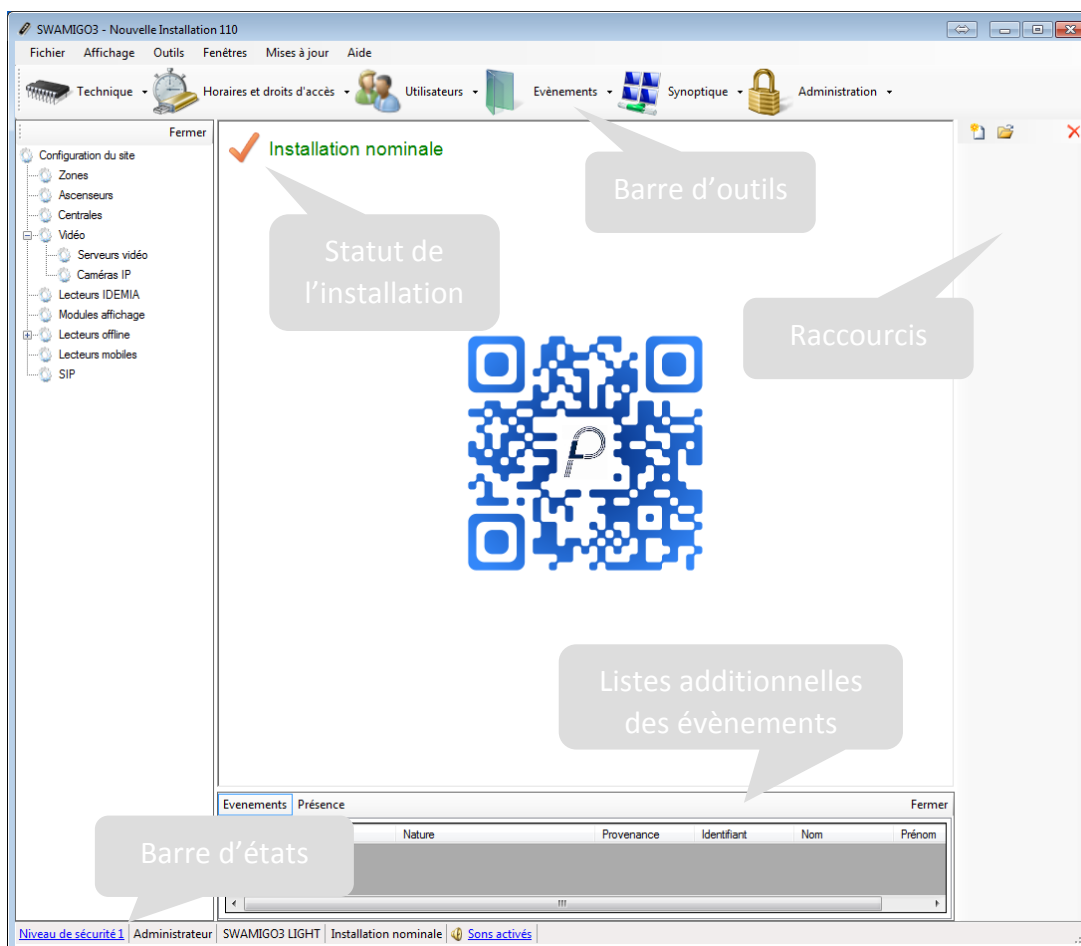 SWAMIGO3 - Nouvelle Installation 110
Fichier Affichage Outils Fenêtres Mises à jour Aide
Technique Horaires et droits d'accès Utilisateurs Evènements Synoptique Administration
Fermer
Configuration du site
Zones
Ascenseurs
Centrales
Vidéo
Serveurs vidéo
Caméras IP
Lecteurs IDEMIA
Modules affichage
Lecteurs offline
Lecteurs mobiles
SIP
Installation nominale
Barre d’outils
Statut de
l’installation
Raccourcis
Listes additionnelles
des évènements
Evenements Présence Fermer
Nature Provenance Identifiant Nom Prénom
Barre d’états
Niveau de sécurité 1 Administrateur SWAMIGO3 LIGHT Installation nominale Sons activés